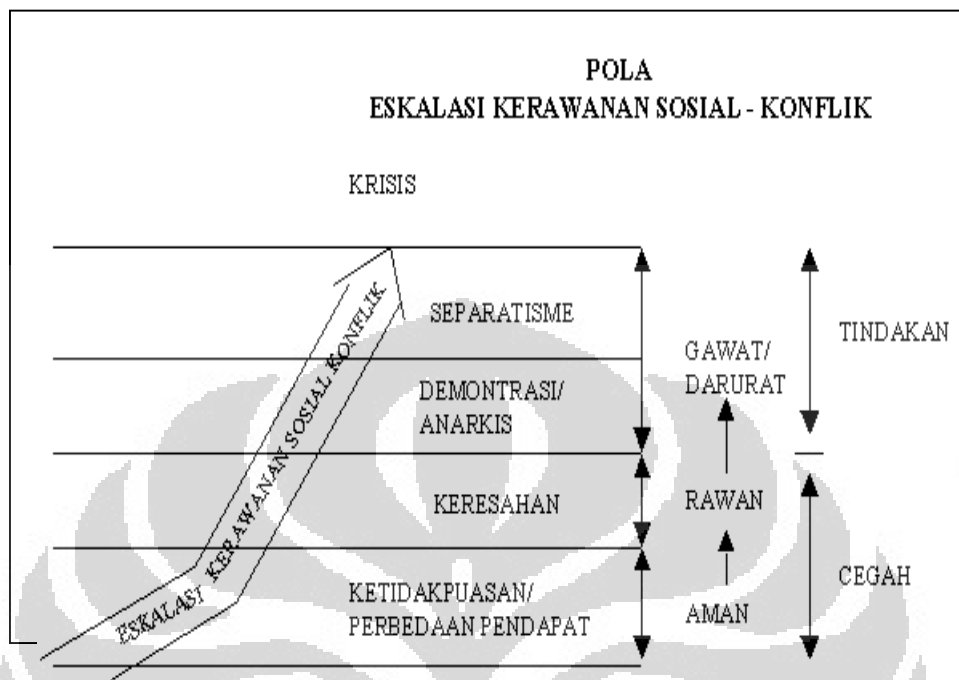 POLA
ESKALASI KERAWANAN SOSIAL - KONFLIK
KRISIS
SEPARATISME
DEMONTRASI/
ANARKIS
KERESAHAN
KETIDAKPUASAN/
PERBEDAAN PENDAPAT
ESKALASI KERAWANAN SOSIAL KONFLIK
GAWAT/
DARURAT
RAWAN
AMAN
TINDAKAN
CEGAH